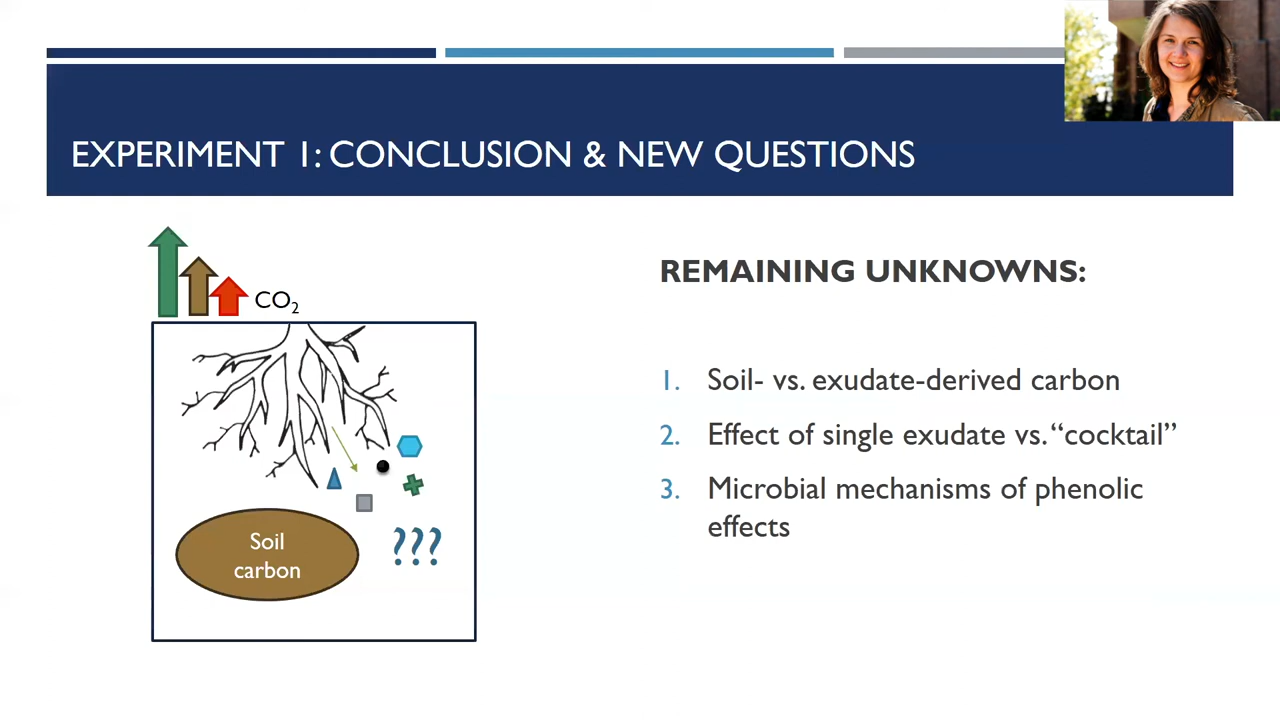 EXPERIMENT 1: CONCLUSION & NEW QUESTIONS
CO₂
Soil
carbon
???
REMAINING UNKNOWNS:
1. Soil- vs. exudate-derived carbon
2. Effect of single exudate vs. “cocktail”
3. Microbial mechanisms of phenolic
effects